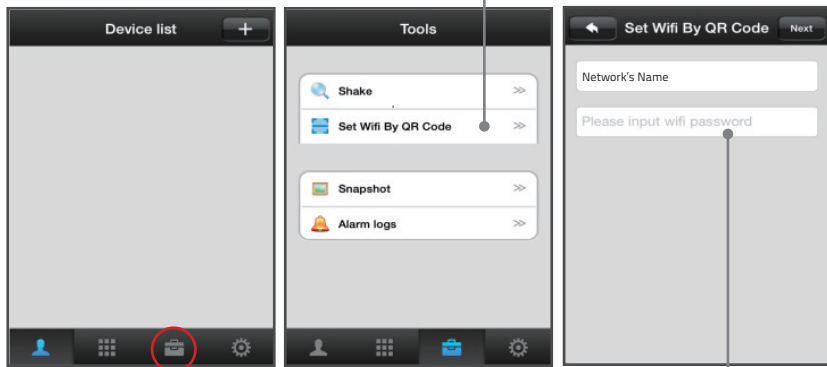 Device list
+
Tools
Shake
Set Wifi By QR Code
Snapshot
Alarm logs
Set Wifi By QR Code
Next
Network's Name
Please input wifi password